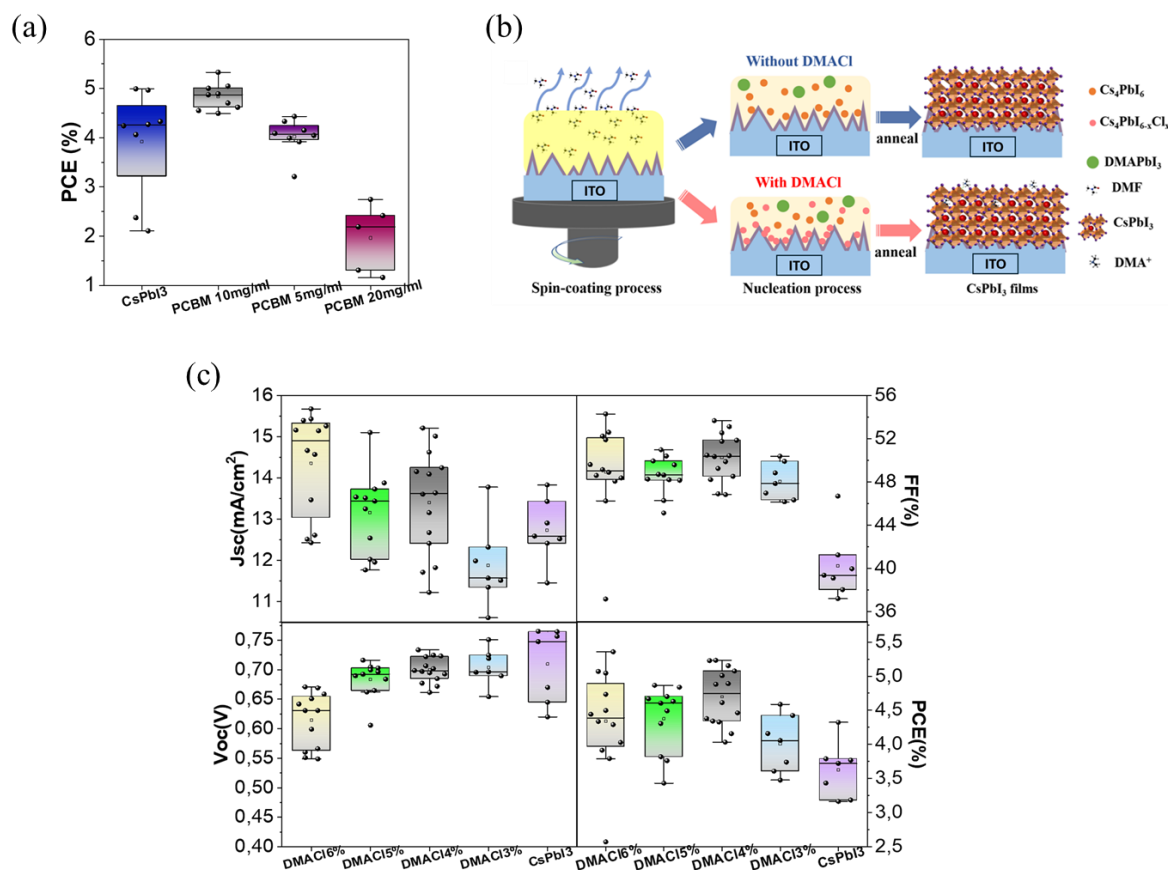 (a)
6
5
4
3
2
1
PCE (%)
CsPbI3
PCBM 10mg/ml
PCBM 5mg/ml
PCBM 20mg/ml
(b)
Without DMACl
With DMACl
ITO
ITO
ITO
ITO
ITO
anneal
anneal
Spin-coating process
Nucleation process
CsPbI3 films
Cs4PbI6
Cs4PbI6-xClx
DMAPbI3
DMF
CsPbI3
DMA+
(c)
16
15
14
13
12
11
Jsc(mA/cm2)
56
52
48
44
40
36
FF(%)
0,75
0,70
0,65
0,60
0,55
0,50
0,45
0,40
Voc(V)
5,5
5,0
4,5
4,0
3,5
3,0
2,5
PCE(%)
DMACl6%
DMACl5%
DMACl4%
DMACl3%
CsPbI3
DMACl6%
DMACl5%
DMACl4%
DMACl3%
CsPbI3